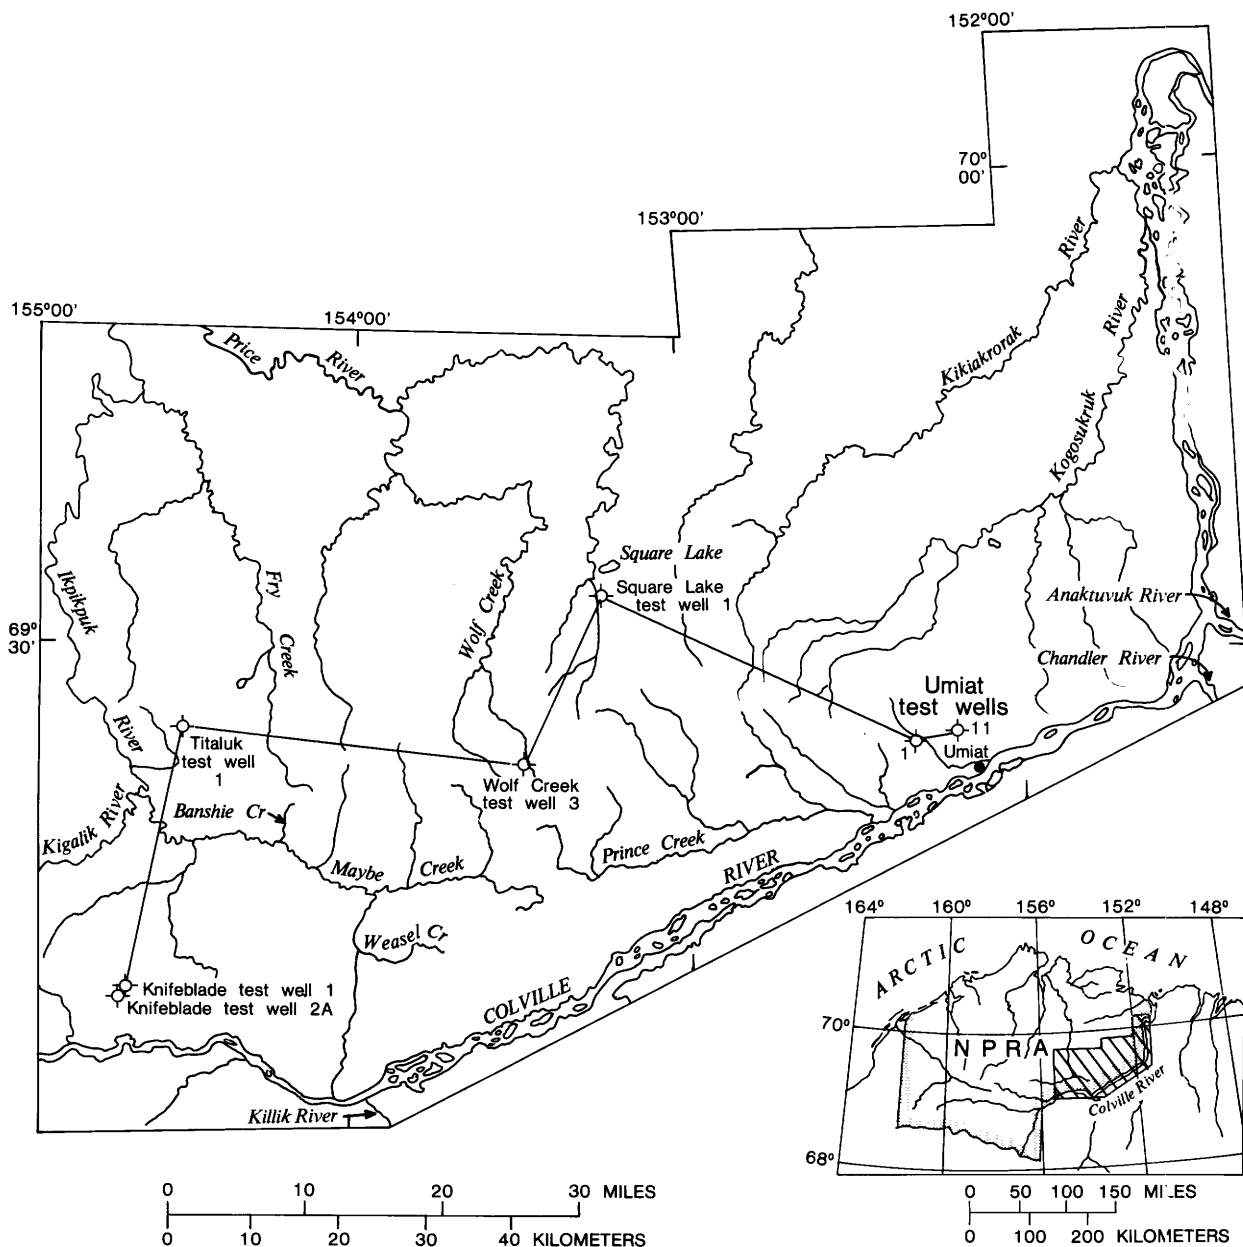 152°00'
70°
00'
153°00'
River
River
155°00'
154°00'
Price
River
Kikiakrorak
Kogosukruk
Square Lake
Square Lake
test well 1
Ikpikpuk
Fry
Wolf Creek
Anaktuvuk River
69°
30'
Creek
Chandler River
Umiat
test wells
11
1
Umiat
River
Titaluk
test well
1
Wolf Creek
test well 3
Kigalik River
Banshie Cr
Maybe
Creek
Prince Creek
RIVER
Weasel Cr
COLVILLE
Knifeblade test well 1
Knifeblade test well 2A
Killik River
164°
160°
156°
152°
148°
ARCTIC
OCEAN
70°
NPRA
Colville River
68°
0 10 20 30 MILES
0 10 20 30 40 KILOMETERS
0 50 100 150 MILES
0 100 200 KILOMETERS